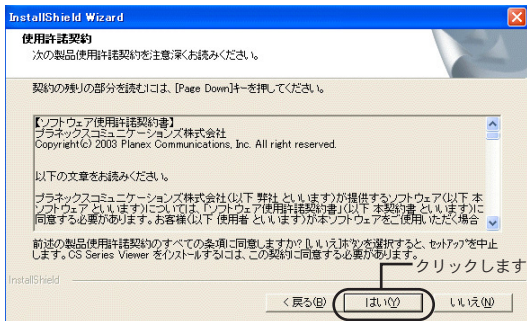 InstallShield Wizard
使用許諾契約
次の製品使用許諾契約を注意深くお読みください。
契約の残りの部分を読むには、[Page Down]キーを押してください。
【ソフトウェア使用許諾契約書】
プラネックスコミュニケーションズ株式会社
Copyright(c) 2003 Planex Communications, Inc. All right reserved.
以下の文章をお読みください。
プラネックスコミュニケーションズ株式会社(以下 弊社 といいます)が提供するソフトウェア(以下 本
ソフトウェア といいます)については、「ソフトウェア使用許諾契約書」(以下 本契約書 といいます)に
同意する必要があります。お客様(以下 使用者 といいます)が本ソフトウェアをご使用いただく場合
前述の製品使用許諾契約のすべての条項に同意しますか?[いいえ]ボタンを選択すると、セットアップを中止
します。CS Series Viewer をインストールするには、この契約に同意する必要があります。
クリックします
InstallShield
< 戻る(B)
はい(Y)
いいえ(N)